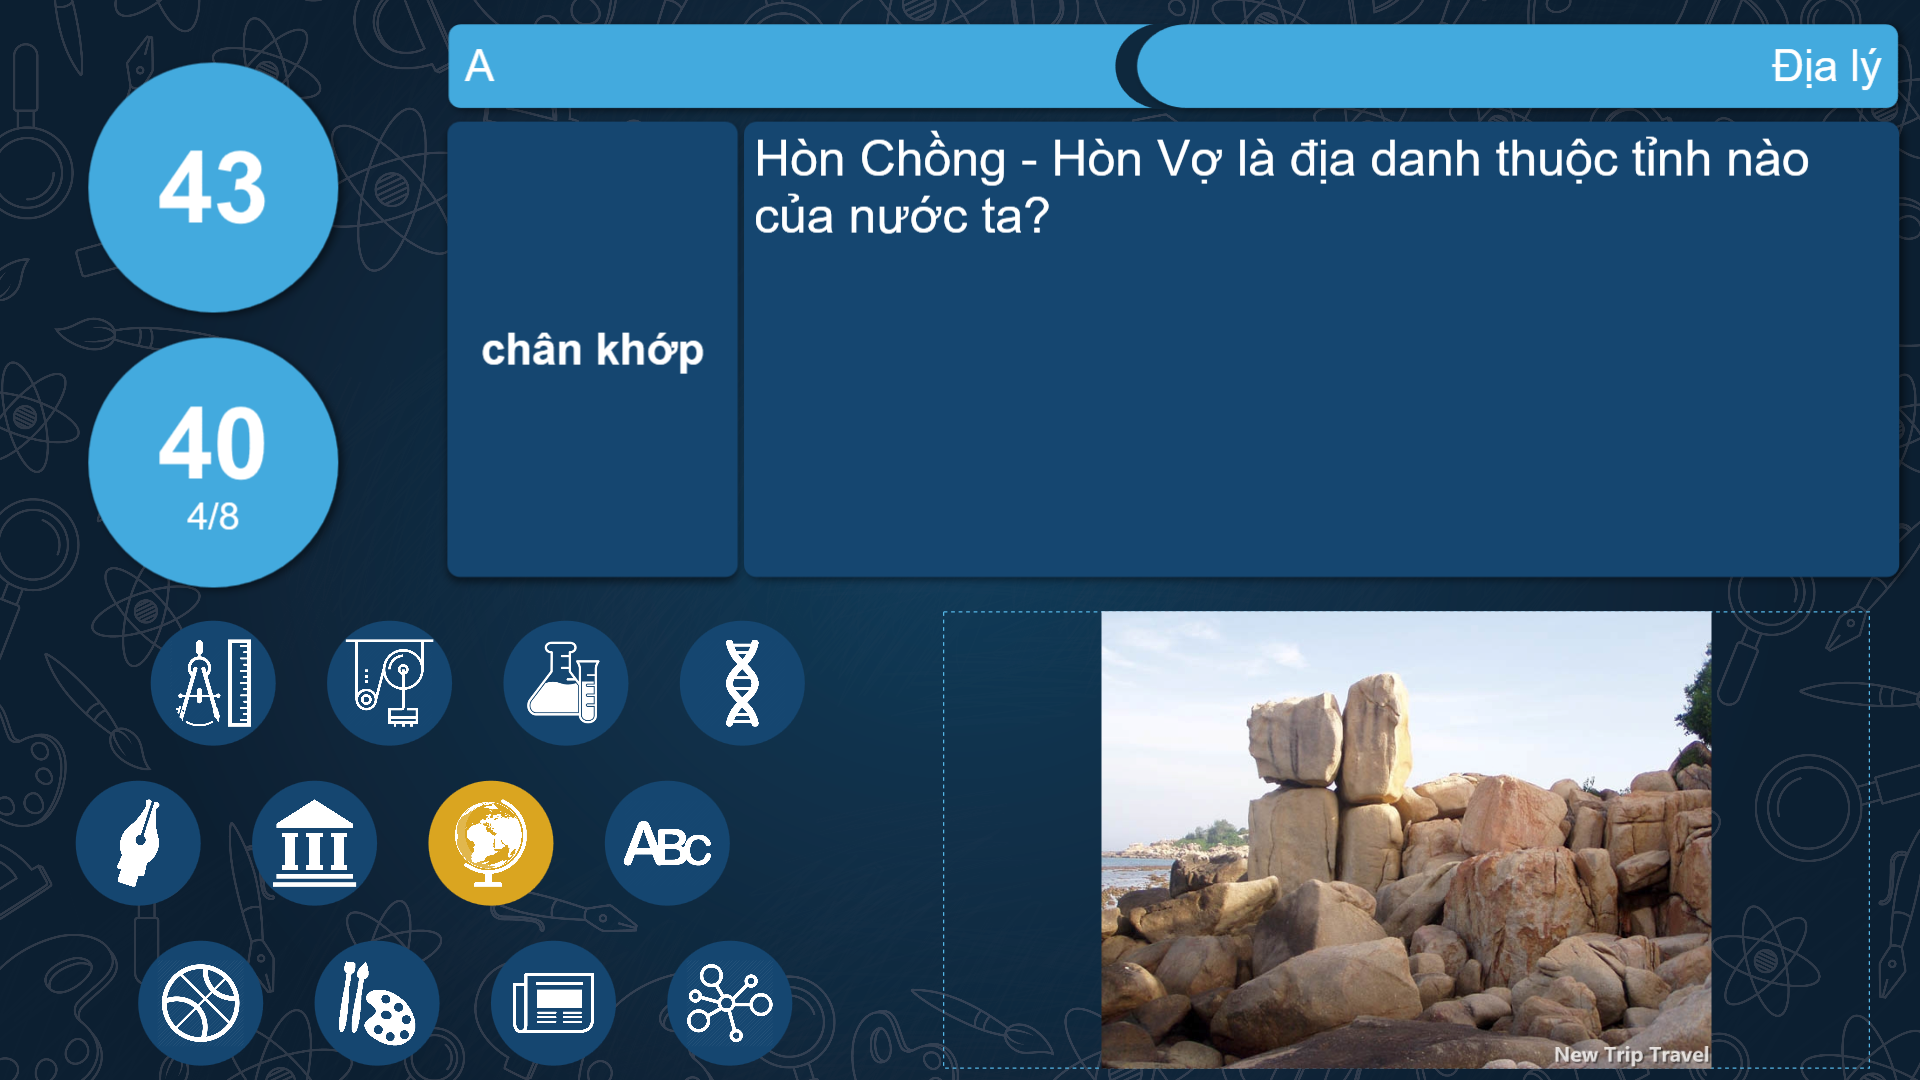 A
Địa lý
43
40
4/8
chân khớp
Hòn Chồng - Hòn Vợ là địa danh thuộc tỉnh nào
của nước ta?
ABC
New Trip Travel